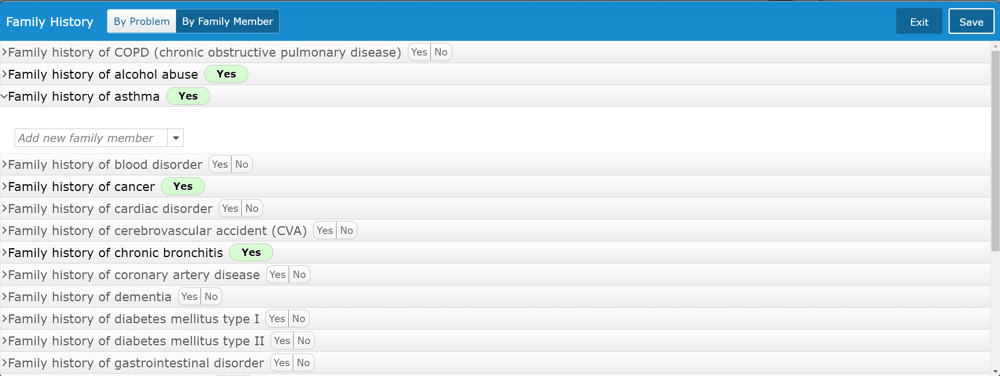 Family History By Problem By Family Member Exit Save
Family history of COPD (chronic obstructive pulmonary disease) Yes No
Family history of alcohol abuse Yes
Family history of asthma Yes
Add new family member
Family history of blood disorder Yes No
Family history of cancer Yes
Family history of cardiac disorder Yes No
Family history of cerebrovascular accident (CVA) Yes No
Family history of chronic bronchitis Yes
Family history of coronary artery disease Yes No
Family history of dementia Yes No
Family history of diabetes mellitus type I Yes No
Family history of diabetes mellitus type II Yes No
Family history of gastrointestinal disorder Yes No